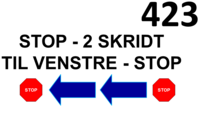 423
STOP - 2 SKRIDT
TIL VENSTRE - STOP
STOP STOP